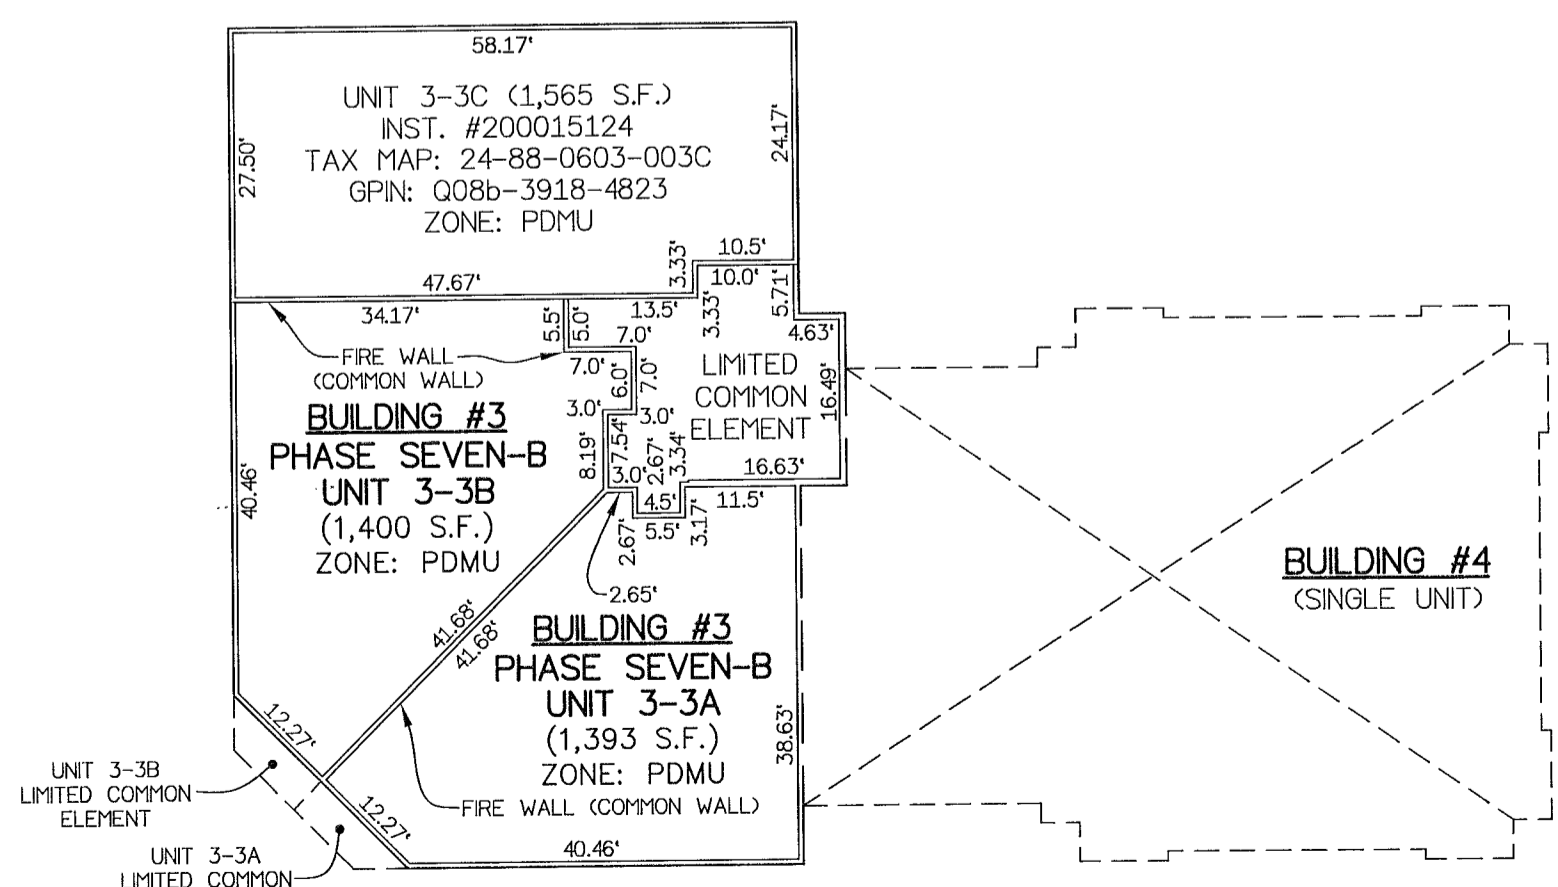 58.17'
UNIT 3-3C (1,565 S.F.)
INST. #200015124
TAX MAP: 24-88-0603-003C
GPIN: Q08b-3918-4823
ZONE: PDMU
27.50'
24.17'
10.5'
3.33'
47.67'
10.0'
5.71'
34.17'
13.5'
3.33'
5.5'
5.0'
7.0'
4.63'
FIRE WALL
(COMMON WALL)
7.0'
6.0'
7.0'
LIMITED
COMMON
ELEMENT
16.49'
3.0'
3.0'
BUILDING #3
PHASE SEVEN-B
UNIT 3-3B
(1,400 S.F.)
ZONE: PDMU
40.46'
8.19'
7.54'
2.67'
3.34'
3.0'
16.63'
4.5'
11.5'
5.5'
2.67'
3.17'
2.65'
41.68'
41.68'
BUILDING #3
PHASE SEVEN-B
UNIT 3-3A
(1,393 S.F.)
ZONE: PDMU
38.63'
BUILDING #4
(SINGLE UNIT)
12.27'
UNIT 3-3B
LIMITED COMMON
ELEMENT
12.27'
FIRE WALL (COMMON WALL)
40.46'
UNIT 3-3A
LIMITED COMMON